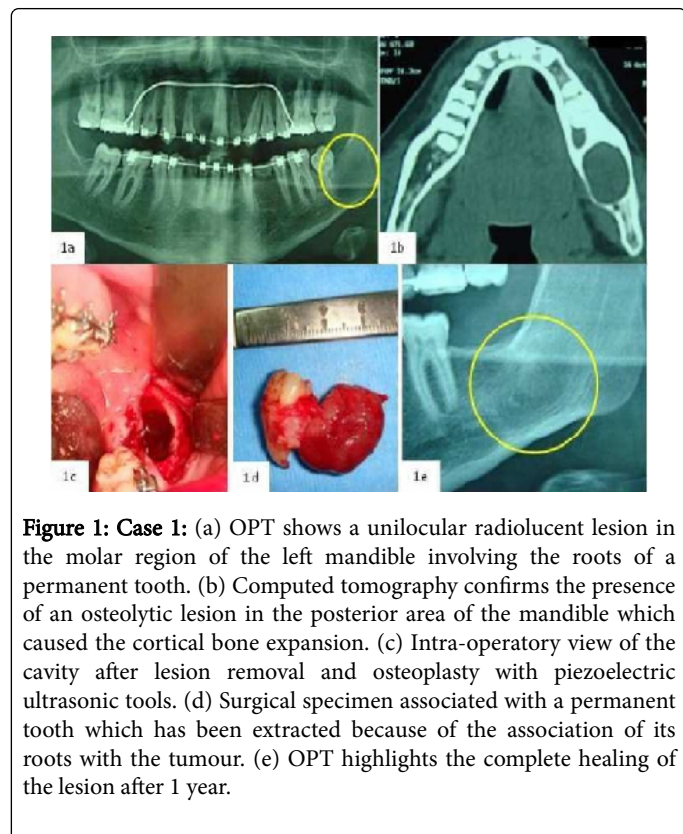 1a
1b
1c
1d
1e
Figure 1: Case 1: (a) OPT shows a unilocular radiolucent lesion in
the molar region of the left mandible involving the roots of a
permanent tooth. (b) Computed tomography confirms the presence
of an osteolytic lesion in the posterior area of the mandible which
caused the cortical bone expansion. (c) Intra-operatory view of the
cavity after lesion removal and osteoplasty with piezoelectric
ultrasonic tools. (d) Surgical specimen associated with a permanent
tooth which has been extracted because of the association of its
roots with the tumour. (e) OPT highlights the complete healing of
the lesion after 1 year.